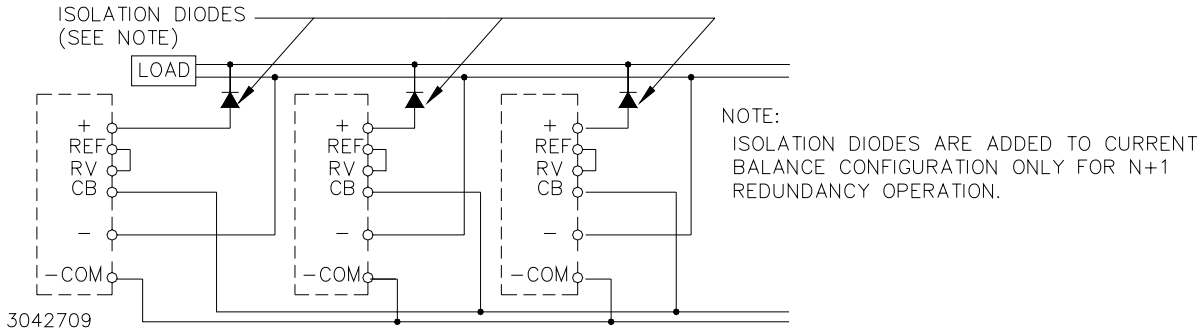 ISOLATION DIODES
(SEE NOTE)
LOAD
+
REF
RV
CB
−
−COM
+
REF
RV
CB
−
−COM
+
REF
RV
CB
−
−COM
NOTE:
ISOLATION DIODES ARE ADDED TO CURRENT
BALANCE CONFIGURATION ONLY FOR N+1
REDUNDANCY OPERATION.
3042709